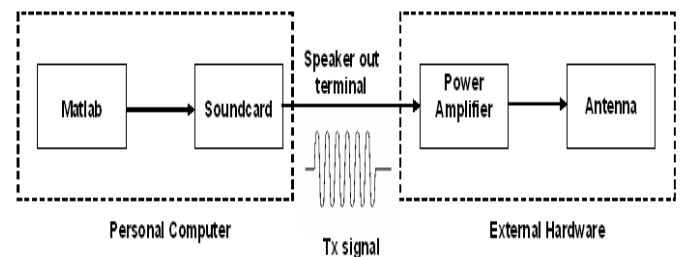 Speaker out
terminal
Matlab
Soundcard
Power
Amplifier
Antenna
Personal Computer
External Hardware
Tx signal